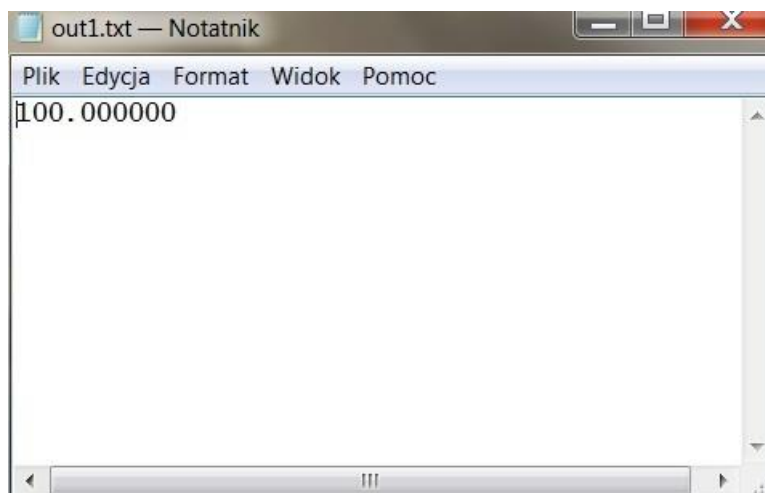 out1.txt — Notatnik
Plik Edycja Format Widok Pomoc
100.000000